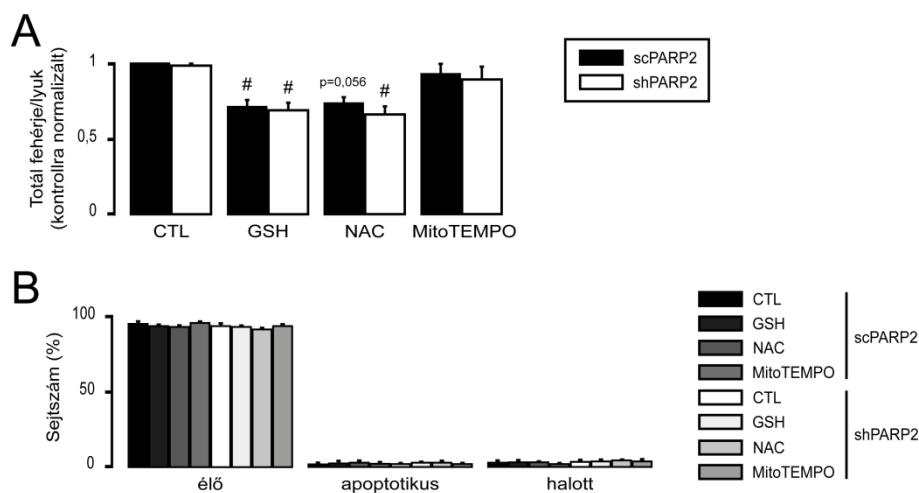 A
Totál fehérje/lyuk
(kontrollra normalizált)
1
0,5
0
#
#
p=0,056
#
CTL
GSH
NAC
MitoTEMPO
scPARP2
shPARP2
B
Sejtszám (%)
100
50
0
élő
apoptotikus
halott
CTL
GSH
NAC
MitoTEMPO
scPARP2
CTL
GSH
NAC
MitoTEMPO
shPARP2